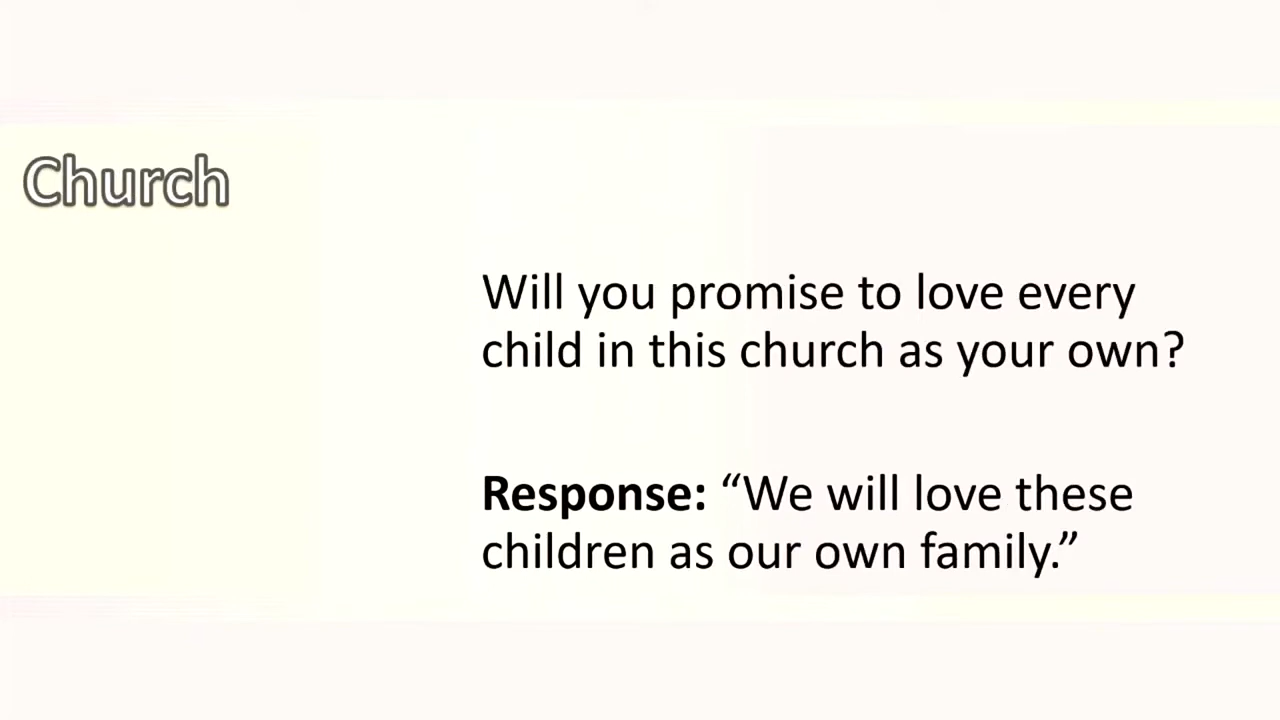 Church
Will you promise to love every
child in this church as your own?
Response: “We will love these
children as our own family.”